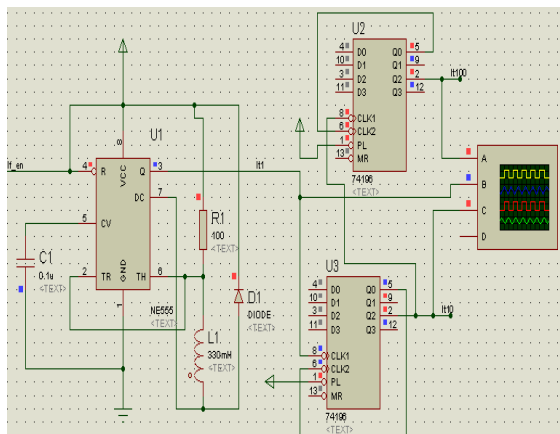 U2
4 D0 Q0 5
10 D1 Q1 9
3 D2 Q2 2
11 D3 Q3 12
lt100
8 CLK1
6 CLK2
1 PL
13 MR
74196
<TEXT>
U1
lf_en
4 R VCC 8 Q 3
lt1
DC 7
5 CV
2 TR GND 1 TH 6
NE555
<TEXT>
C1
0.1u
<TEXT>
R1
100
<TEXT>
D1
DIODE
<TEXT>
L1
330mH
<TEXT>
A
B
C
D
U3
4 D0 Q0 5
10 D1 Q1 9
3 D2 Q2 2
11 D3 Q3 12
lt10
8 CLK1
6 CLK2
1 PL
13 MR
74196
<TEXT>